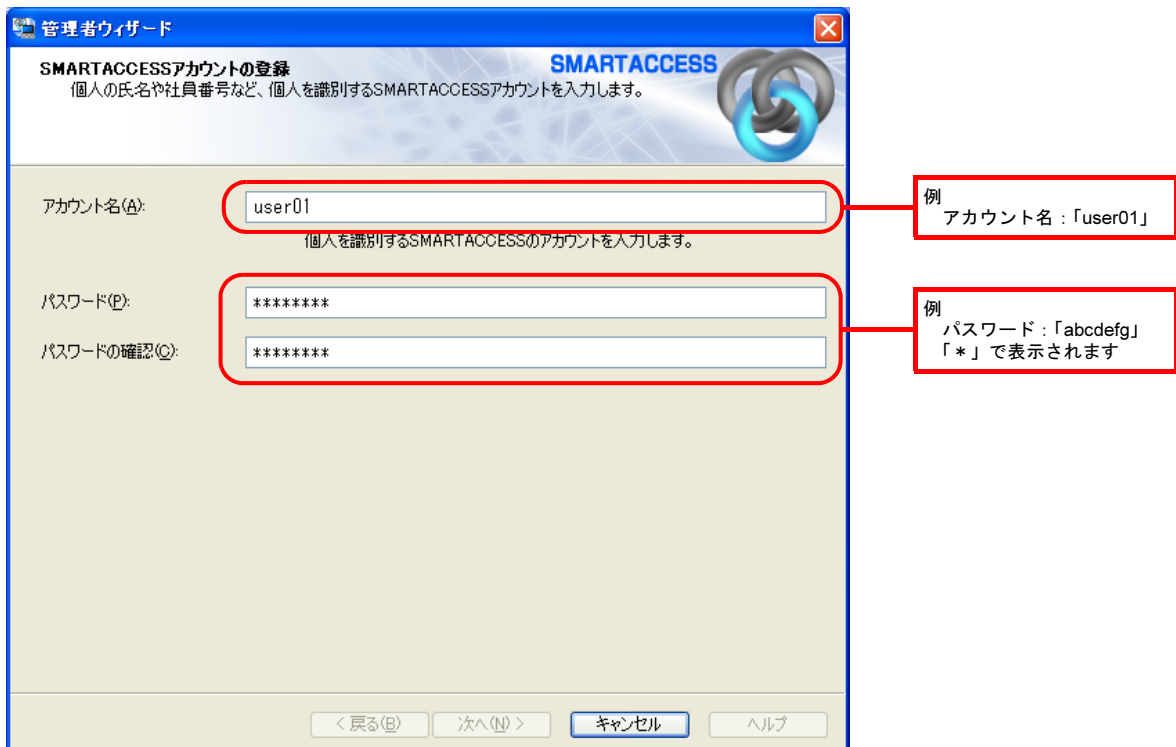 管理者ウィザード
SMARTACCESSアカウントの登録
SMARTACCESS
個人の氏名や社員番号など、個人を識別するSMARTACCESSアカウントを入力します。
アカウント名(A):
user01
個人を識別するSMARTACCESSのアカウントを入力します。
例
アカウント名：「user01」
パスワード(P):
********
パスワードの確認(C):
********
例
パスワード：「abcdefg」
「＊」で表示されます
< 戻る(B)
次へ(N) >
キャンセル
ヘルプ